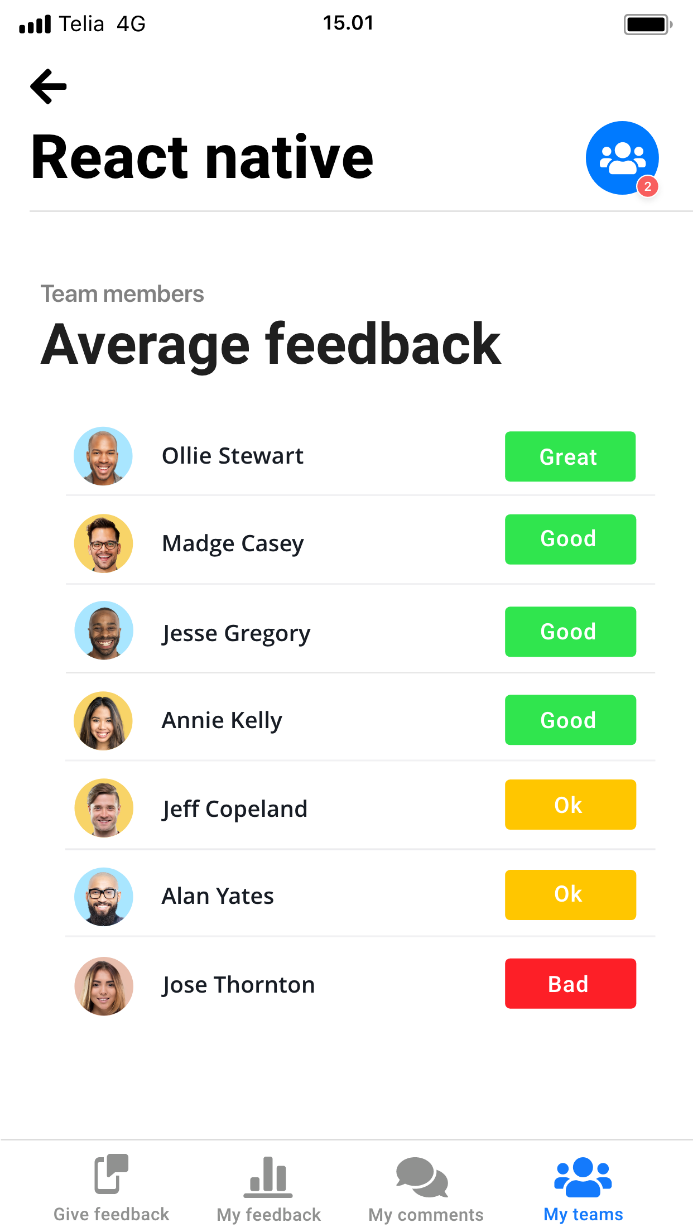 Telia 4G 15.01
React native
2
Team members
Average feedback
Ollie Stewart Great
Madge Casey Good
Jesse Gregory Good
Annie Kelly Good
Jeff Copeland Ok
Alan Yates Ok
Jose Thornton Bad
Give feedback My feedback My comments My teams